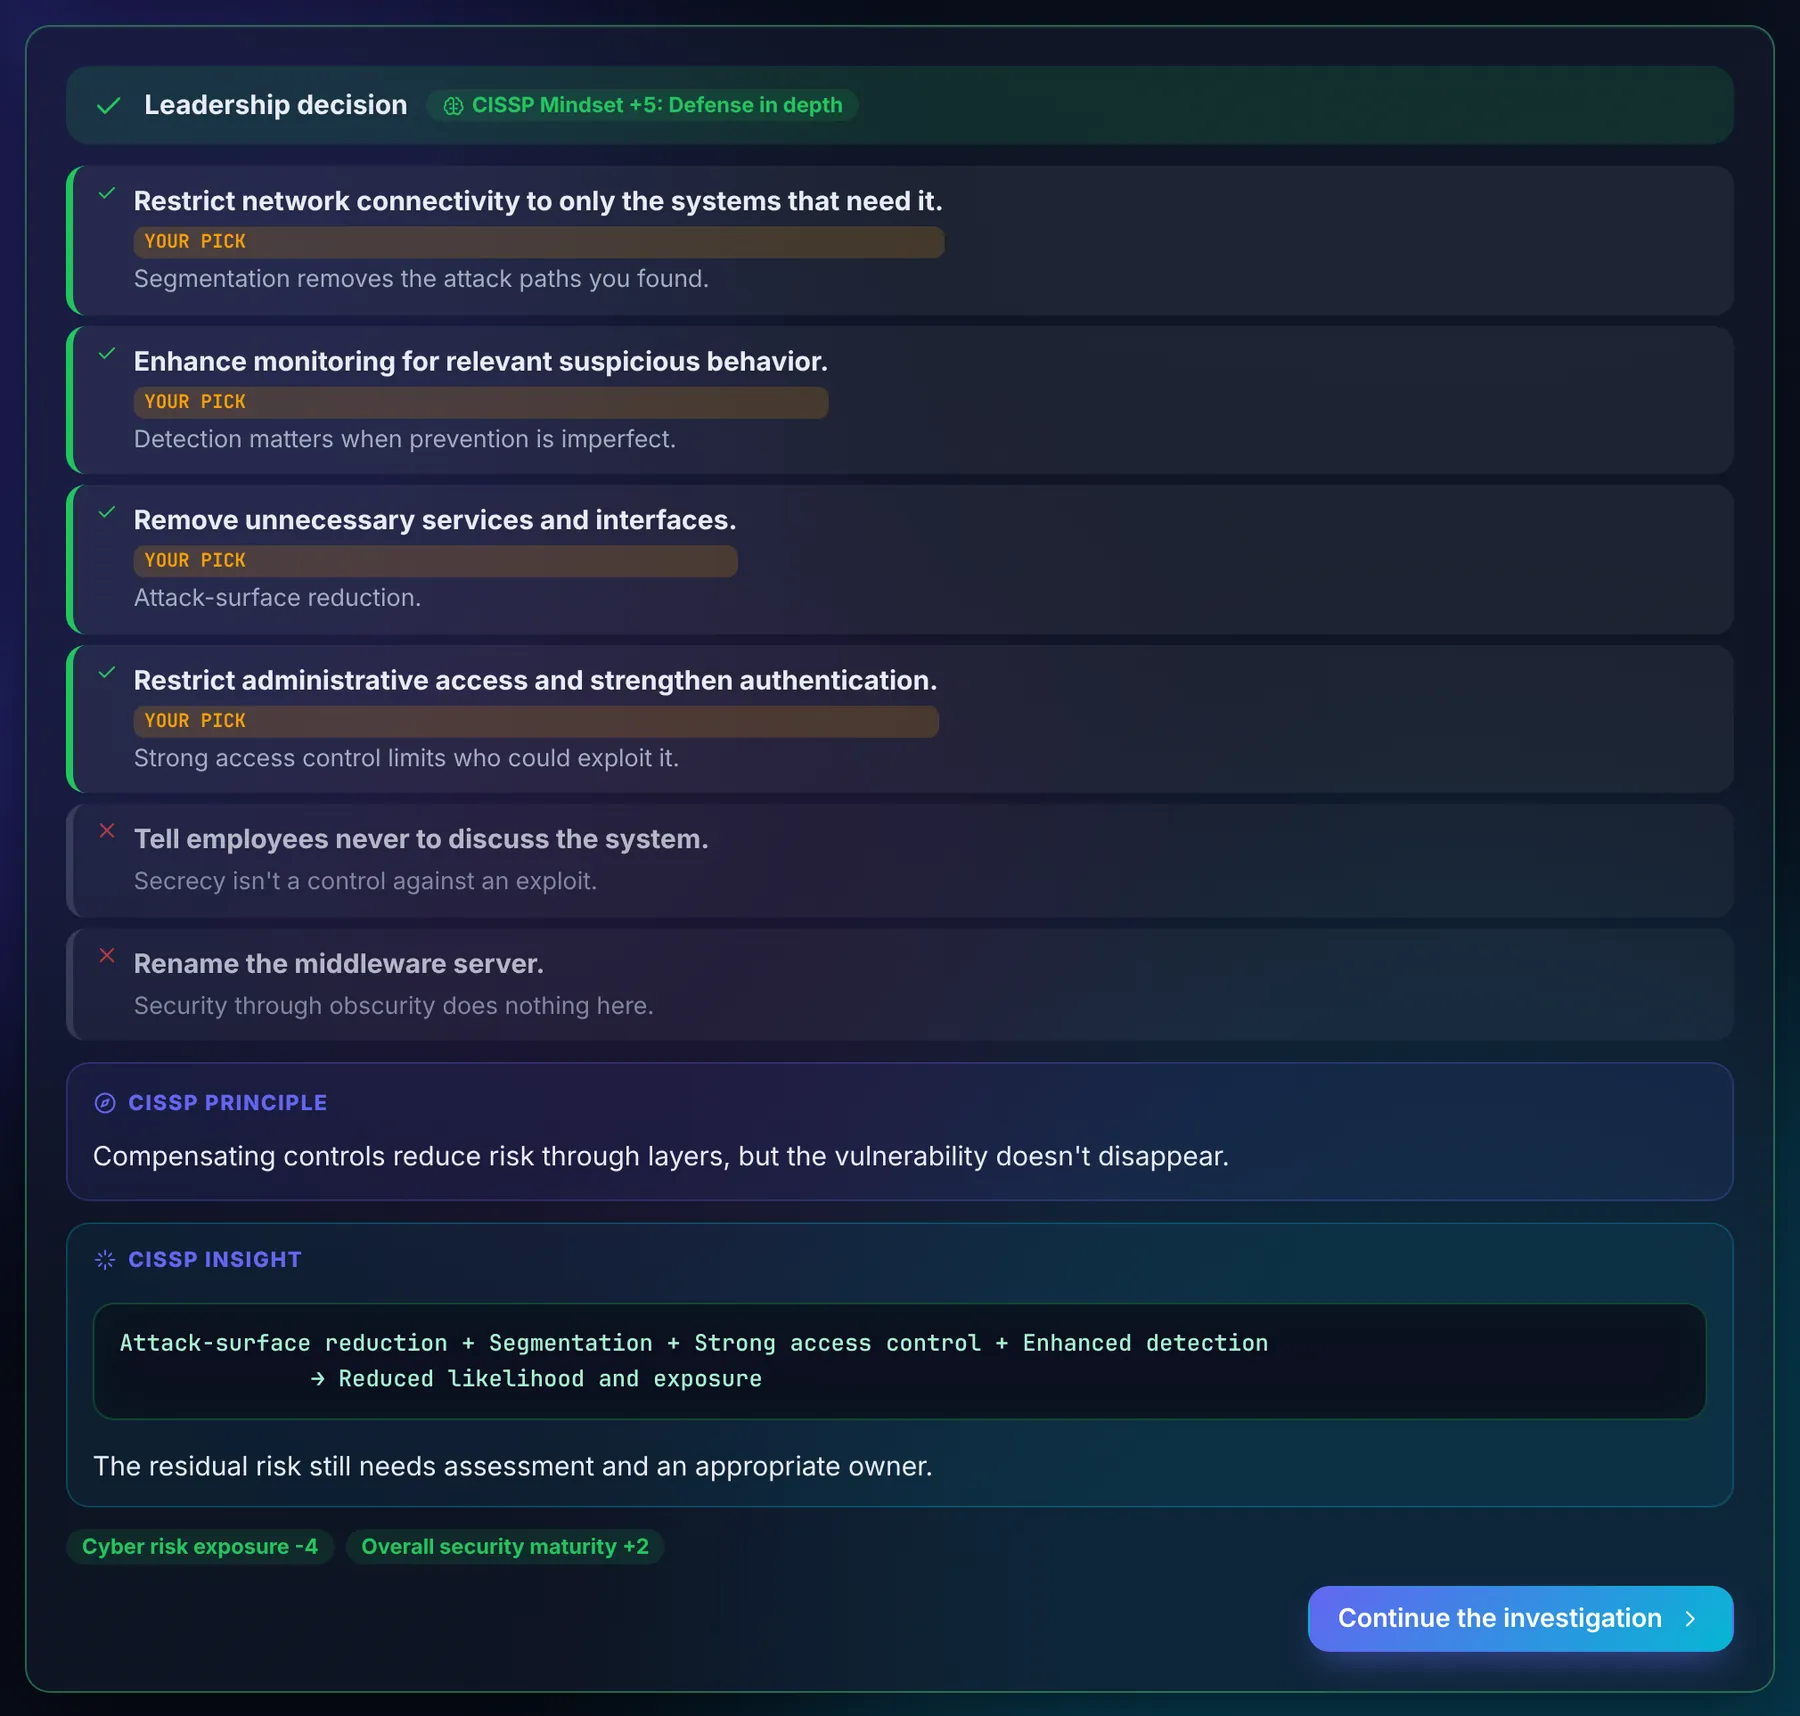 Leadership decision CISSP Mindset +5: Defense in depth
Restrict network connectivity to only the systems that need it.
YOUR PICK
Segmentation removes the attack paths you found.
Enhance monitoring for relevant suspicious behavior.
YOUR PICK
Detection matters when prevention is imperfect.
Remove unnecessary services and interfaces.
YOUR PICK
Attack-surface reduction.
Restrict administrative access and strengthen authentication.
YOUR PICK
Strong access control limits who could exploit it.
Tell employees never to discuss the system.
Secrecy isn't a control against an exploit.
Rename the middleware server.
Security through obscurity does nothing here.
CISSP PRINCIPLE
Compensating controls reduce risk through layers, but the vulnerability doesn't disappear.
CISSP INSIGHT
Attack-surface reduction + Segmentation + Strong access control + Enhanced detection
→ Reduced likelihood and exposure
The residual risk still needs assessment and an appropriate owner.
Cyber risk exposure -4 Overall security maturity +2
Continue the investigation